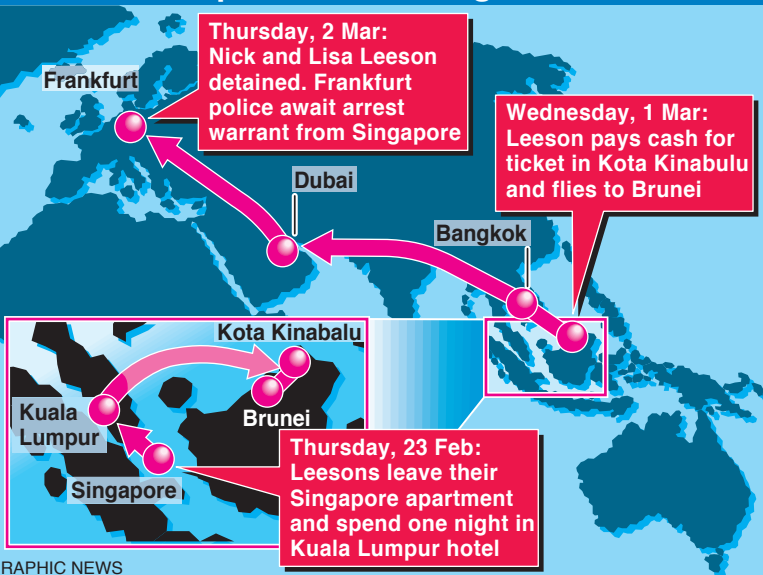 Thursday, 2 Mar:
Nick and Lisa Leeson
detained. Frankfurt
police await arrest
warrant from Singapore
Frankfurt
Wednesday, 1 Mar:
Leeson pays cash for
ticket in Kota Kinabulu
and flies to Brunei
Dubai
Bangkok
Kota Kinabalu
Kuala
Lumpur
Brunei
Singapore
Thursday, 23 Feb:
Leesons leave their
Singapore apartment
and spend one night in
Kuala Lumpur hotel
RAPHIC NEWS